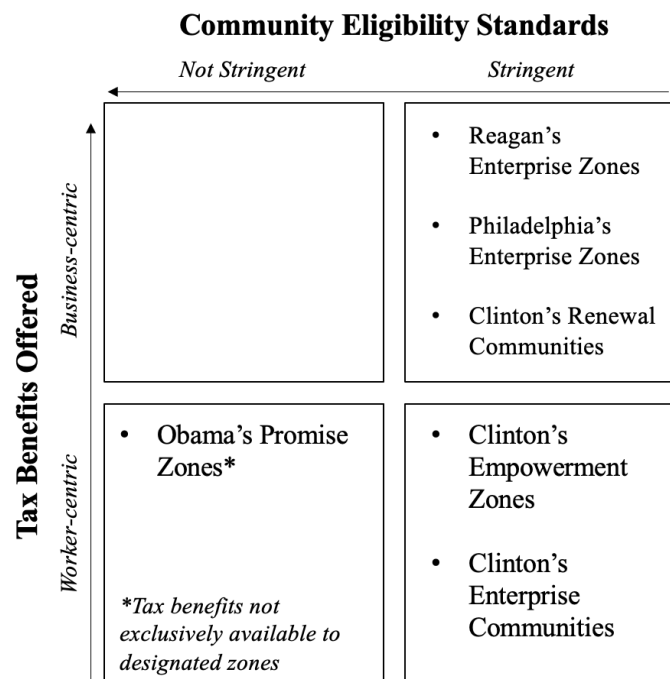 Community Eligibility Standards
Not Stringent
Stringent
Tax Benefits Offered
Business-centric
• Reagan’s
Enterprise Zones
• Philadelphia’s
Enterprise Zones
• Clinton’s Renewal
Communities
Worker-centric
• Obama’s Promise
Zones*
*Tax benefits not
exclusively available to
designated zones
• Clinton’s
Empowerment
Zones
• Clinton’s
Enterprise
Communities